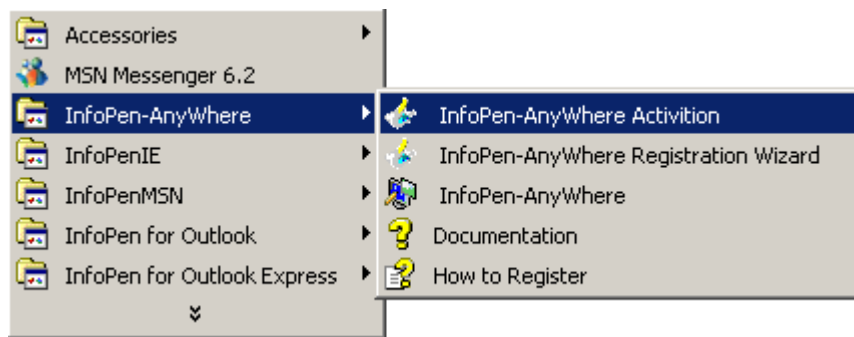 Accessories
MSN Messenger 6.2
InfoPen-AnyWhere
InfoPenIE
InfoPenMSN
InfoPen for Outlook
InfoPen for Outlook Express
InfoPen-AnyWhere Activition
InfoPen-AnyWhere Registration Wizard
InfoPen-AnyWhere
Documentation
How to Register